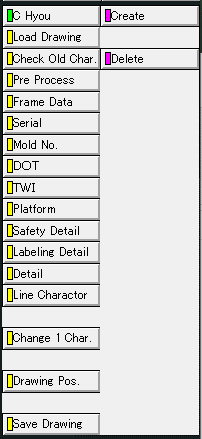 C Hyou Create
Load Drawing
Check Old Char. Delete
Pre Process
Frame Data
Serial
Mold No.
DOT
TWI
Platform
Safety Detail
Labeling Detail
Detail
Line Charactor
Change 1 Char.
Drawing Pos.
Save Drawing